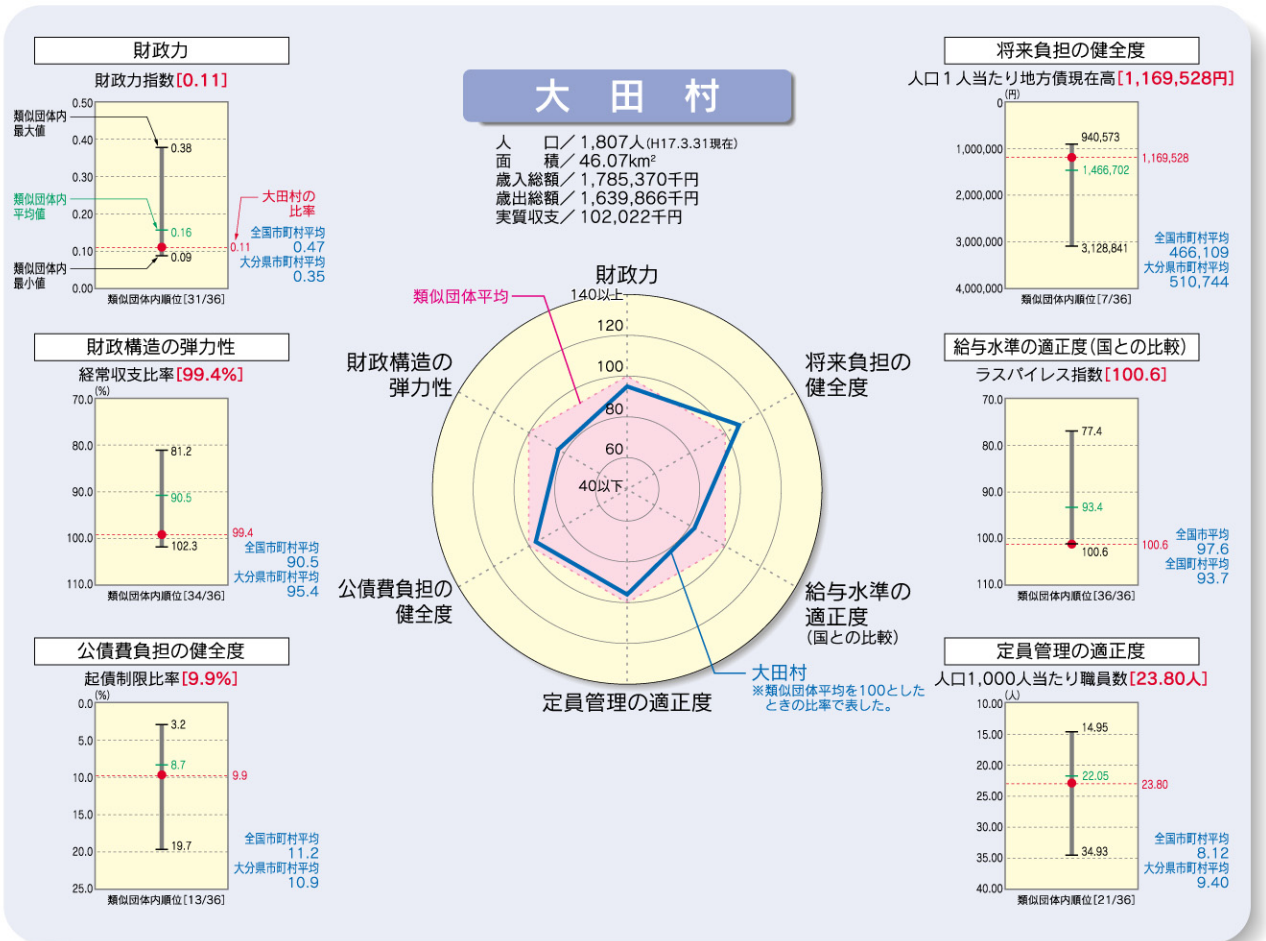 大田村
人　　口／1,807人(H17.3.31現在)
面　　積／46.07km²
歳入総額／1,785,370千円
歳出総額／1,639,866千円
実質収支／102,022千円
財政力
財政力指数[0.11]
0.50
0.40
0.30
0.20
0.10
0.00
類似団体内
最大値
0.38
類似団体内
平均値
0.16
大田村の
比率
0.11
類似団体内
最小値
0.09
全国市町村平均
0.47
大分県市町村平均
0.35
類似団体内順位[31/36]
財政構造の弾力性
経常収支比率[99.4%]
(%)
70.0
80.0
90.0
100.0
110.0
81.2
90.5
99.4
102.3
全国市町村平均
90.5
大分県市町村平均
95.4
類似団体内順位[34/36]
公債費負担の健全度
起債制限比率[9.9%]
(%)
0.0
5.0
10.0
15.0
20.0
25.0
3.2
8.7
9.9
19.7
全国市町村平均
11.2
大分県市町村平均
10.9
類似団体内順位[13/36]
類似団体平均
財政力
140以上
120
100
80
60
40以下
将来負担の
健全度
給与水準の
適正度
(国との比較)
定員管理の適正度
公債費負担の
健全度
財政構造の
弾力性
大田村
※類似団体平均を100とした
ときの比率で表した。
将来負担の健全度
人口1人当たり地方債現在高[1,169,528円]
(円)
0
1,000,000
2,000,000
3,000,000
4,000,000
940,573
1,169,528
1,466,702
3,128,841
全国市町村平均
466,109
大分県市町村平均
510,744
類似団体内順位[7/36]
給与水準の適正度(国との比較)
ラスパイレス指数[100.6]
70.0
80.0
90.0
100.0
110.0
77.4
93.4
100.6
100.6
全国市平均
97.6
全国町村平均
93.7
類似団体内順位[36/36]
定員管理の適正度
人口1,000人当たり職員数[23.80人]
(人)
10.00
15.00
20.00
25.00
30.00
35.00
40.00
14.95
22.05
23.80
34.93
全国市町村平均
8.12
大分県市町村平均
9.40
類似団体内順位[21/36]